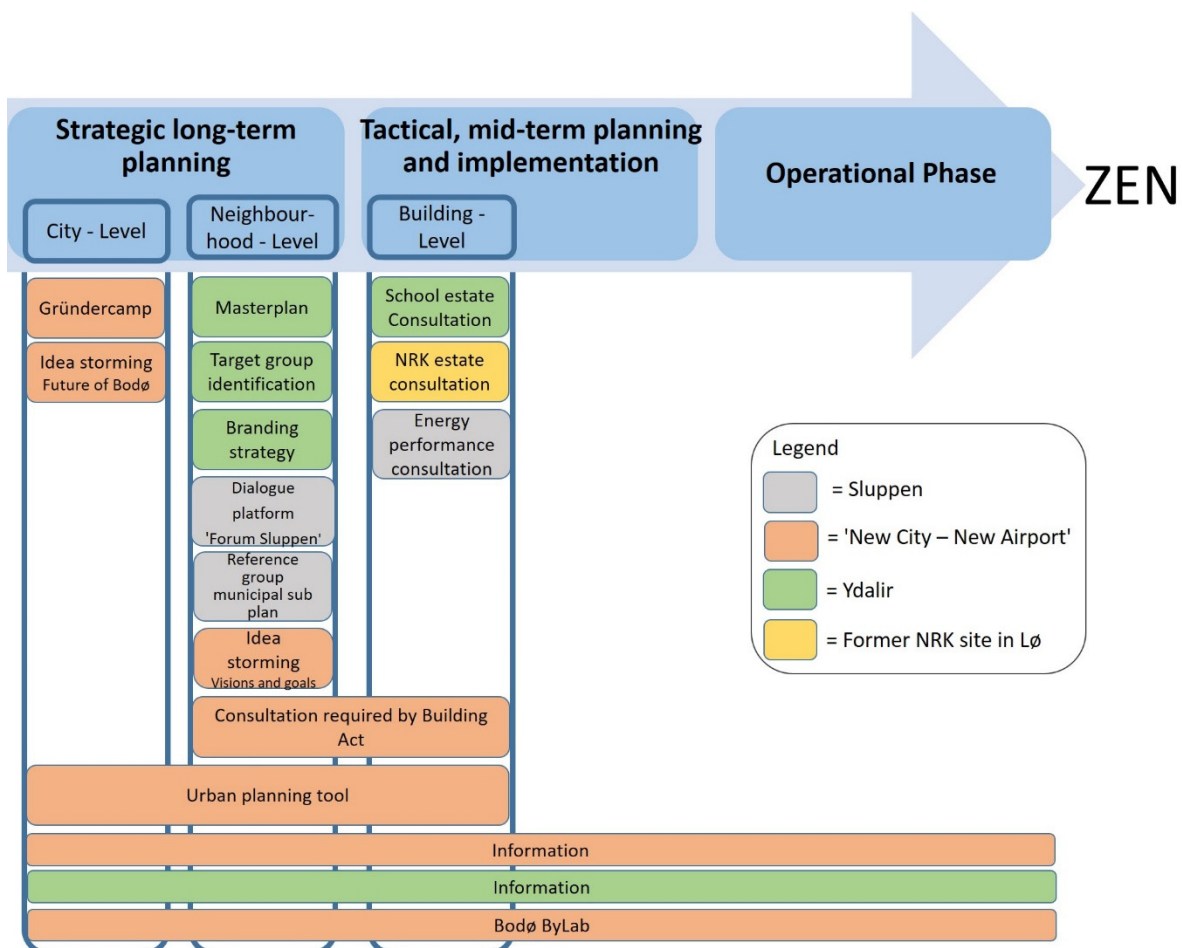 Strategic long-term
planning
Tactical, mid-term planning
and implementation
Operational Phase
ZEN
City - Level
Neighbour-
hood - Level
Building -
Level
Gründercamp
Idea storming
Future of Bodø
Masterplan
Target group
identification
Branding
strategy
Dialogue
platform
'Forum Sluppen'
Reference
group
municipal sub
plan
Idea
storming
Visions and goals
School estate
Consultation
NRK estate
consultation
Energy
performance
consultation
Consultation required by Building
Act
Urban planning tool
Information
Information
Bodø ByLab
Legend
= Sluppen
= 'New City – New Airport'
= Ydalir
= Former NRK site in Lø